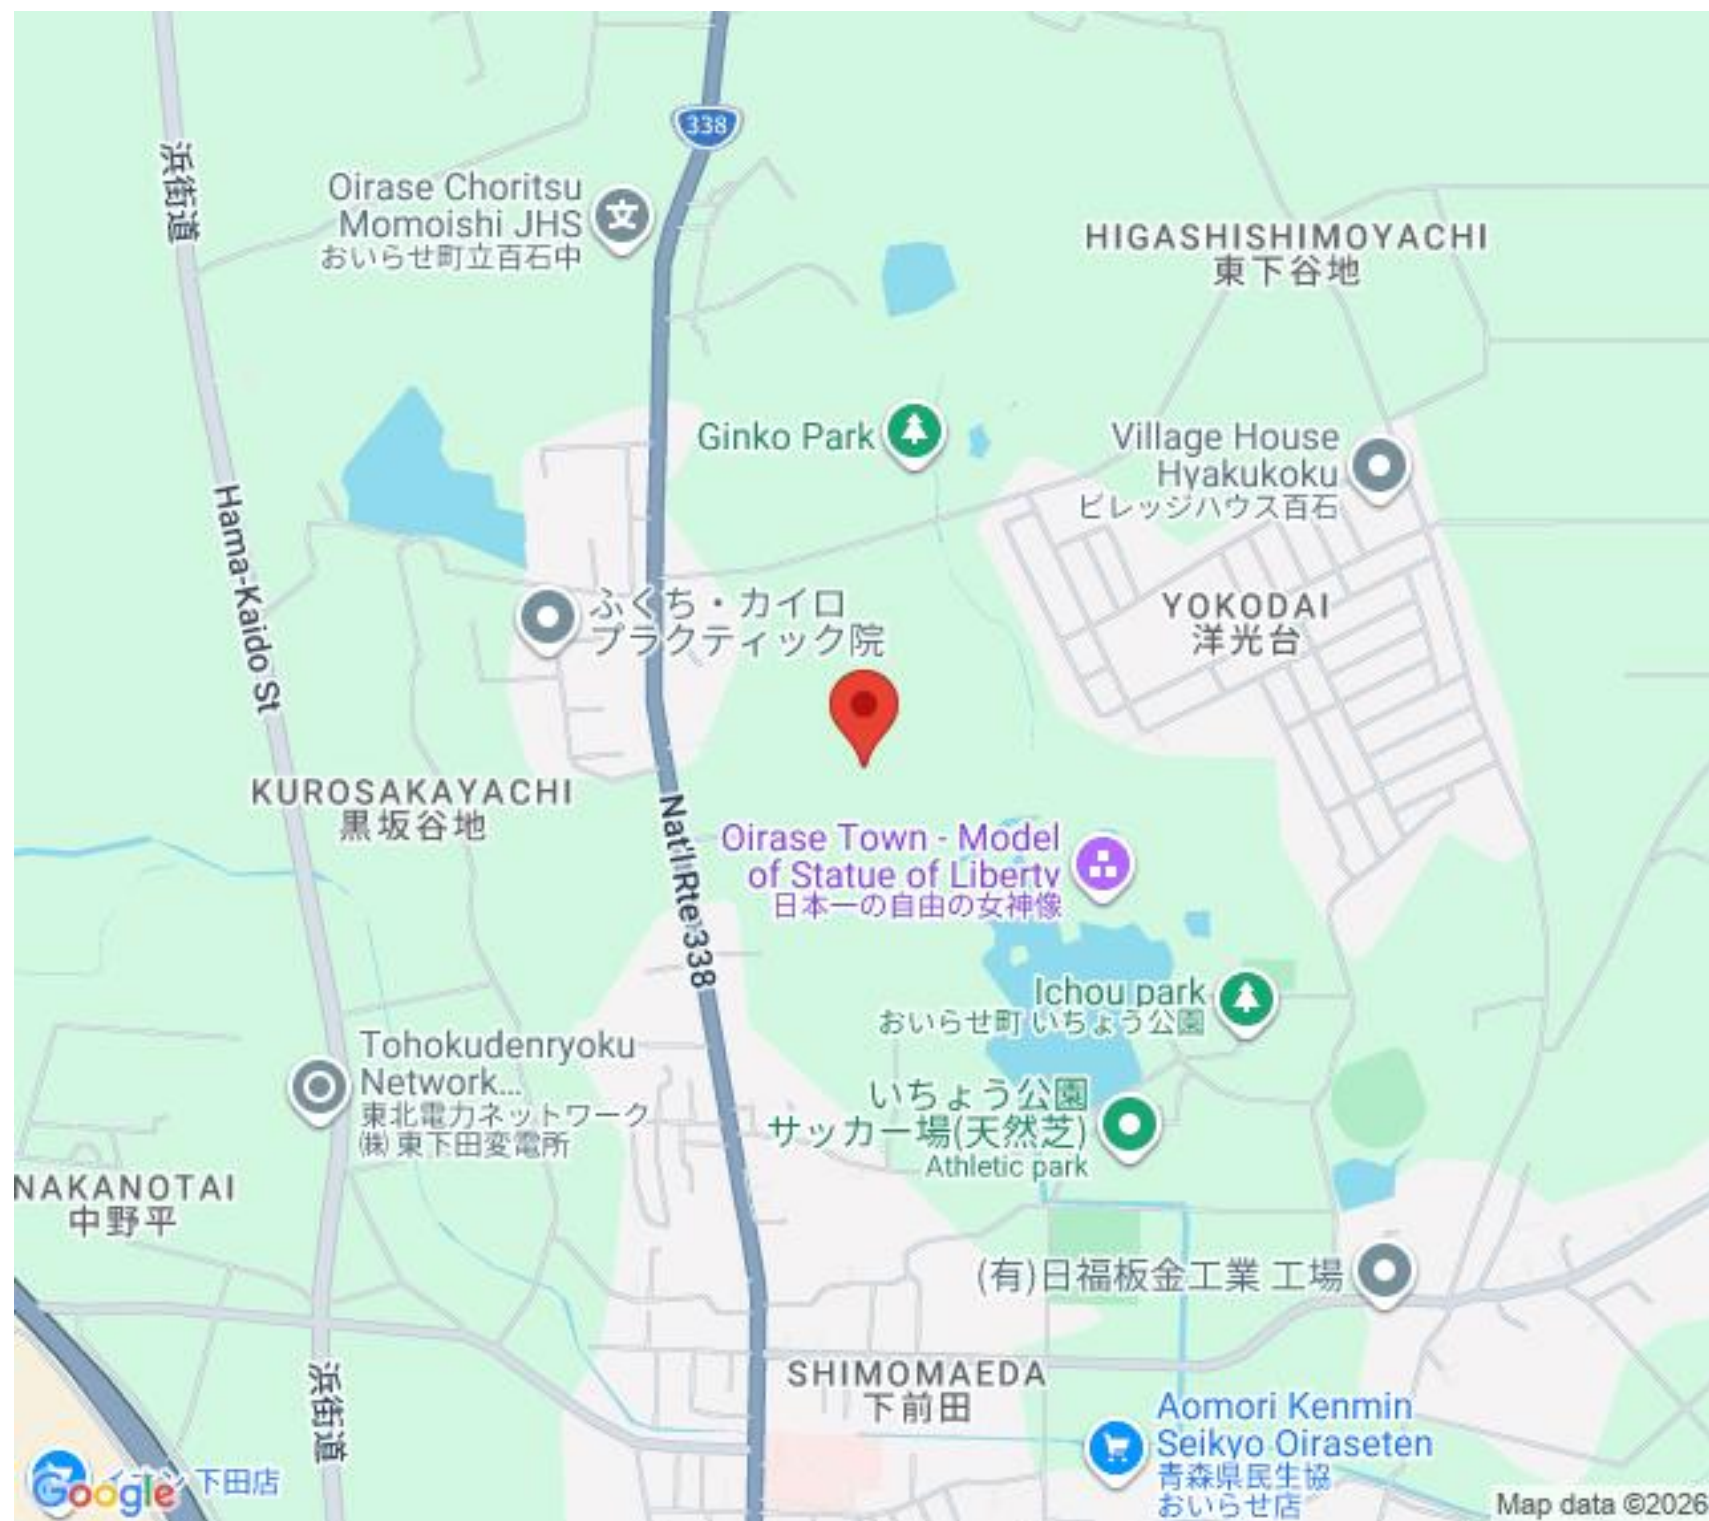 338
浜街道
Oirase Choritsu
Momoishi JHS
おいらせ町立百石中
HIGASHISHIMOYACHI
東下谷地
Ginko Park
Village House
Hyakukoku
ビレッジハウス百石
Hama-Kaido St
ふくち・カイロ
プラクティック院
YOKODAI
洋光台
KUROSAKAYACHI
黒坂谷地
Nat'l Rte 338
Oirase Town - Model
of Statue of Liberty
日本一の自由の女神像
Ichou park
おいらせ町 いちょう公園
Tohokudenryoku
Network...
東北電力ネットワーク
㈱ 東下田変電所
いちょう公園
サッカー場(天然芝)
Athletic park
NAKANOTAI
中野平
(有)日福板金工業 工場
浜街道
SHIMOMAEDA
下前田
Aomori Kenmin
Seikyo Oiraseten
青森県民生協
おいらせ店
イオン 下田店
Google
Map data ©2026